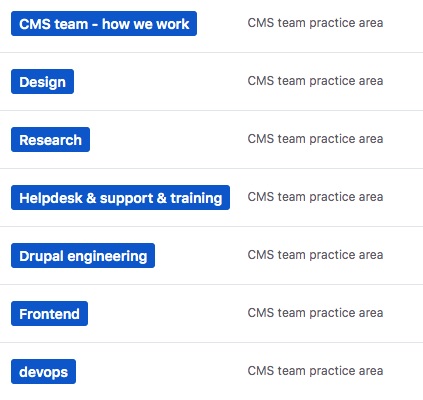 CMS team - how we work CMS team practice area
Design CMS team practice area
Research CMS team practice area
Helpdesk & support & training CMS team practice area
Drupal engineering CMS team practice area
Frontend CMS team practice area
devops CMS team practice area